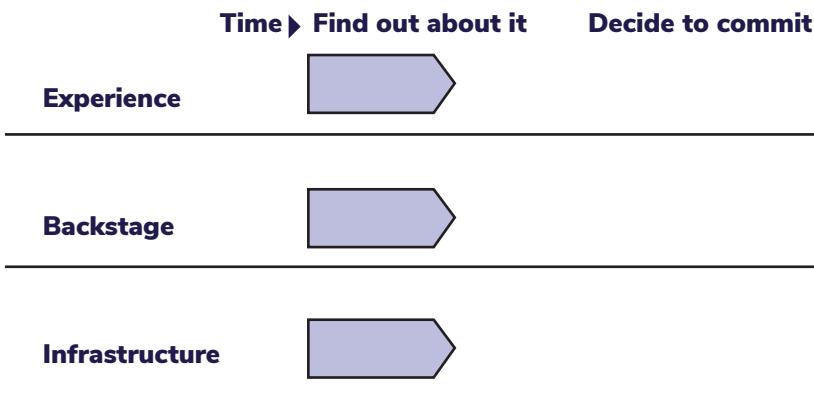 Time Find out about it Decide to commit
Experience
Backstage
Infrastructure